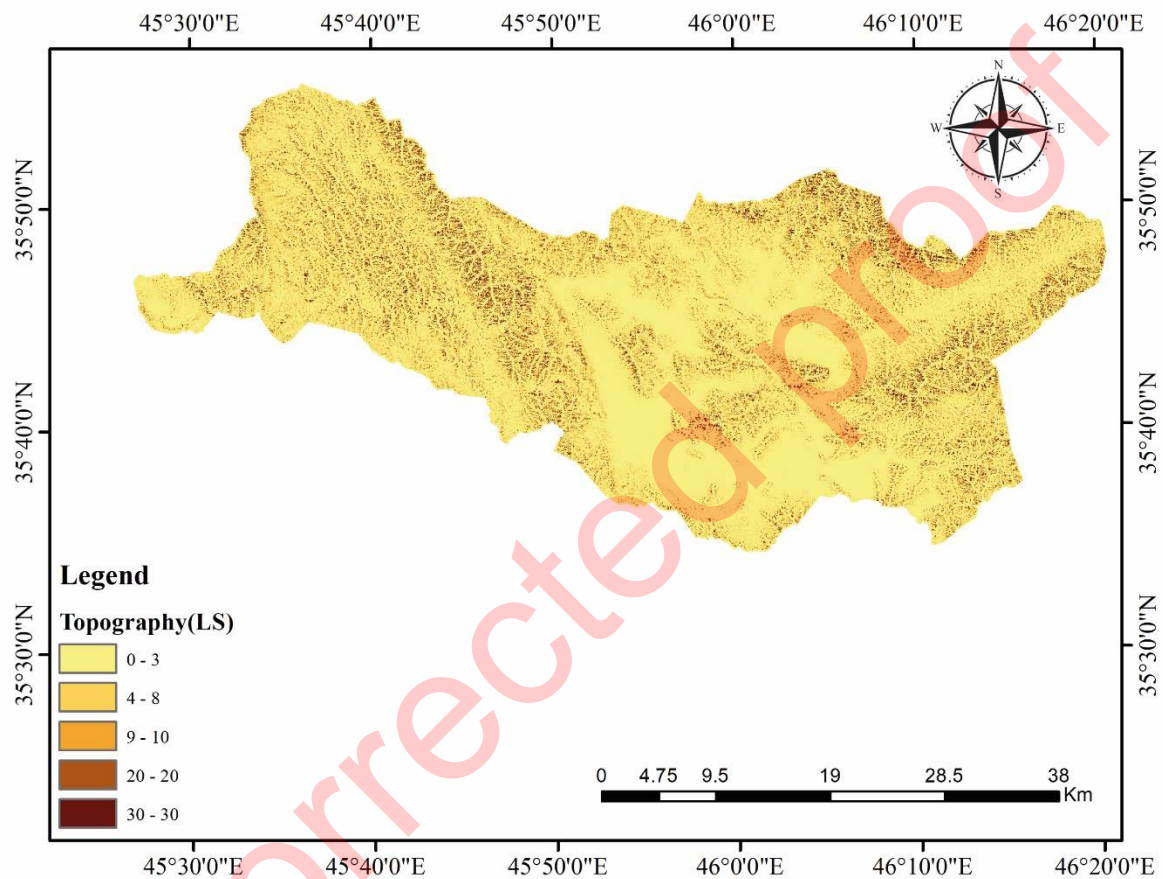 45°30'0"E 45°40'0"E 45°50'0"E 46°0'0"E 46°10'0"E 46°20'0"E
N
W E
S
35°50'0"N 35°50'0"N
35°40'0"N 35°40'0"N
35°30'0"N 35°30'0"N
Legend
Topography(LS)
0 - 3
4 - 8
9 - 10
20 - 20
30 - 30
0 4.75 9.5 19 28.5 38
Km
45°30'0"E 45°40'0"E 45°50'0"E 46°0'0"E 46°10'0"E 46°20'0"E
orrected proof